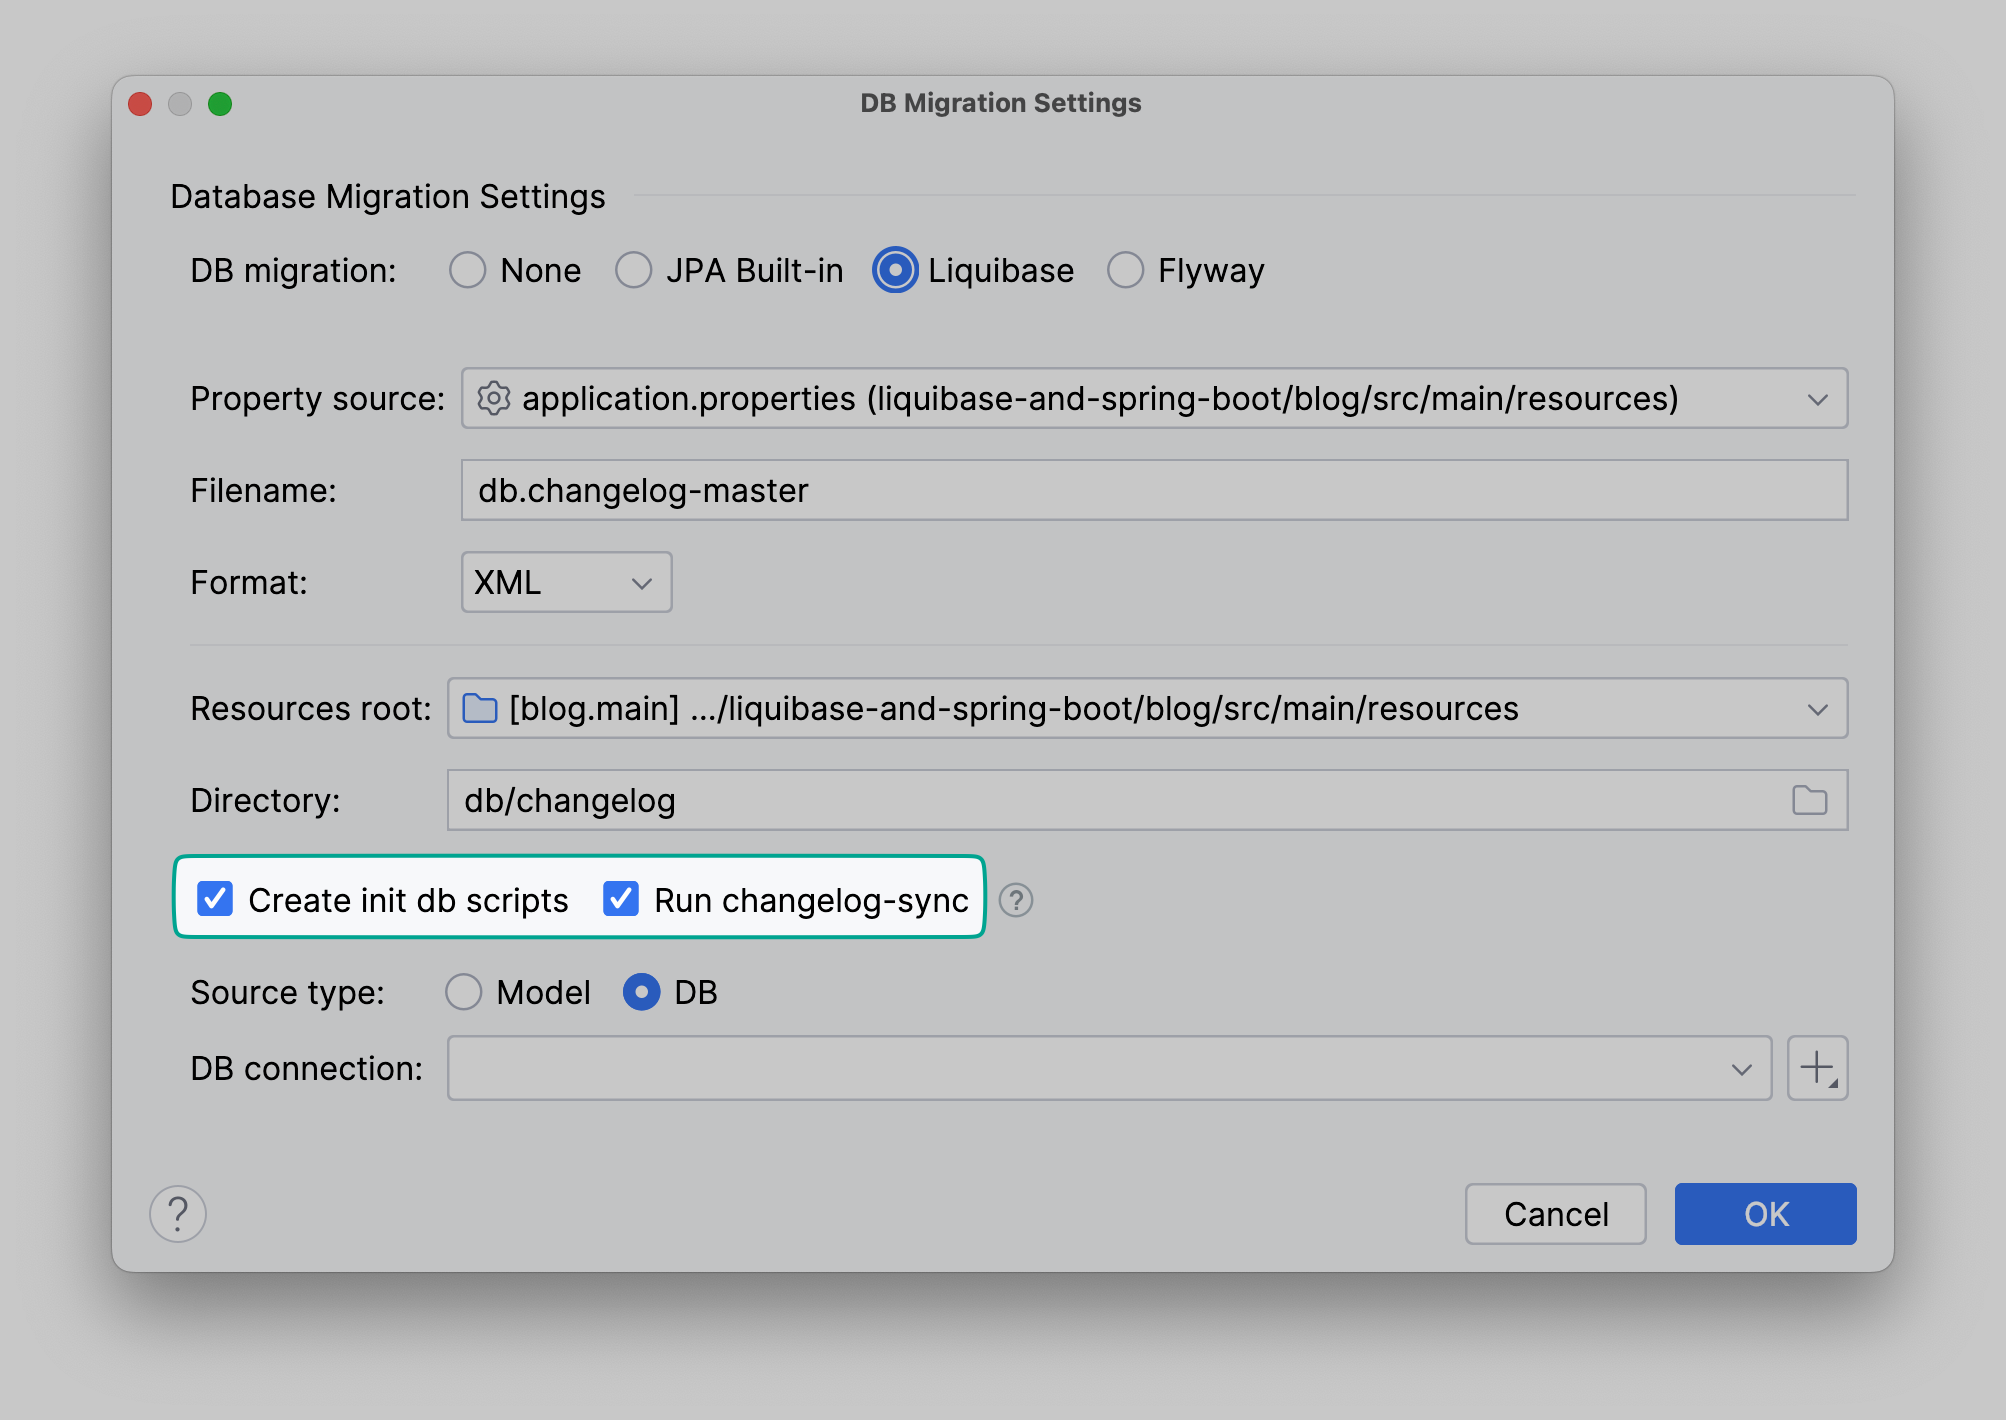 DB Migration Settings
Database Migration Settings
DB migration: None JPA Built-in Liquibase Flyway
Property source: application.properties (liquibase-and-spring-boot/blog/src/main/resources)
Filename: db.changelog-master
Format: XML
Resources root: [blog.main] .../liquibase-and-spring-boot/blog/src/main/resources
Directory: db/changelog
Create init db scripts Run changelog-sync ?
Source type: Model DB
DB connection:
? Cancel OK